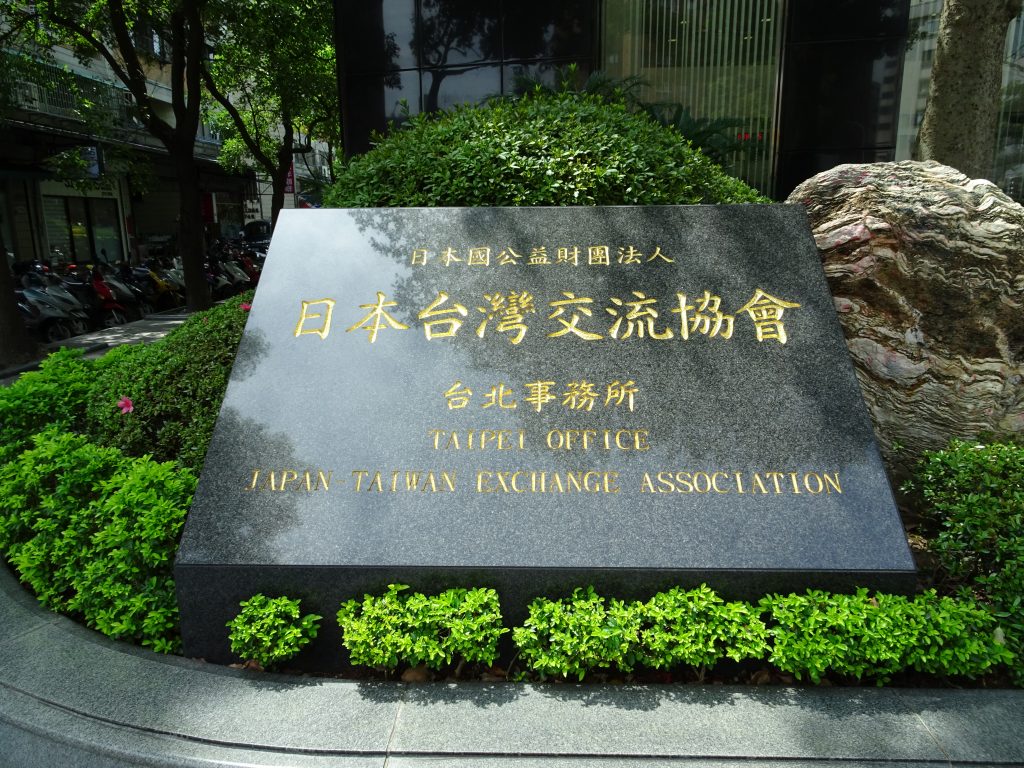 日本國公益財團法人
日本台灣交流協會
台北事務所
TAIPEI OFFICE
JAPAN-TAIWAN EXCHANGE ASSOCIATION